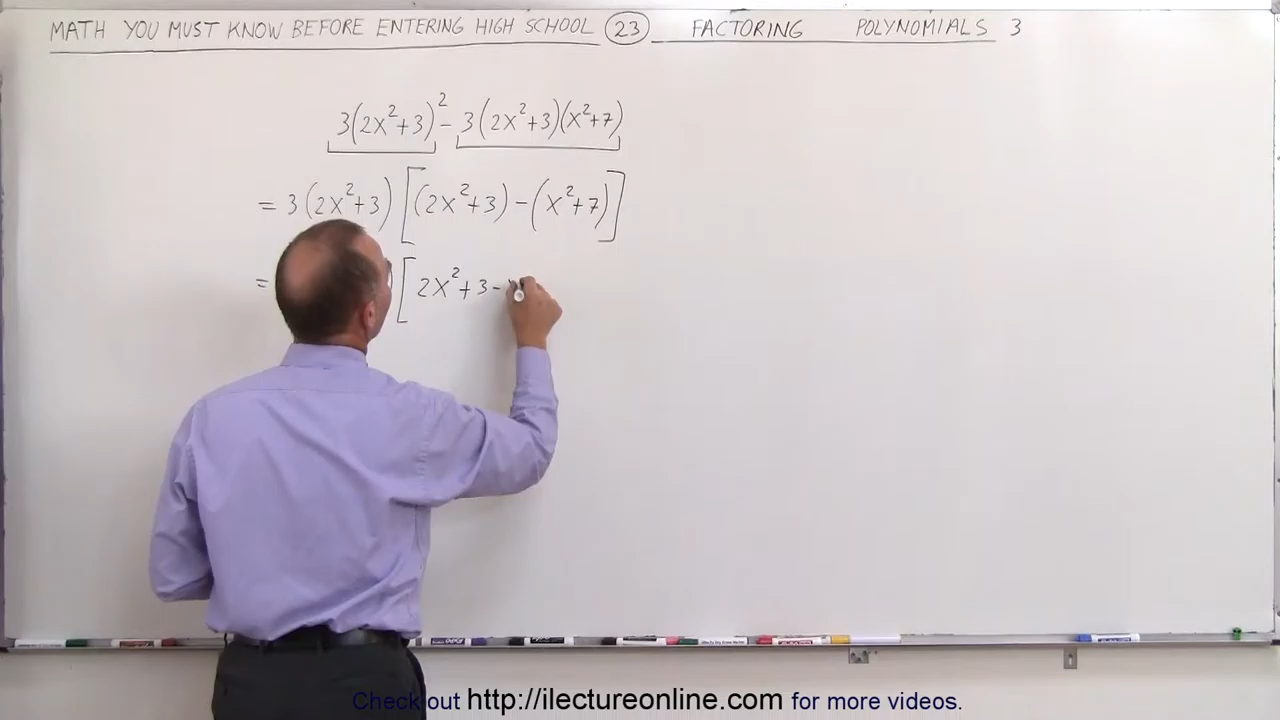 MATH YOU MUST KNOW BEFORE ENTERING HIGH SCHOOL 23 FACTORING POLYNOMIALS 3
3(2x²+3)² - 3(2x²+3)(x²+7)
= 3(2x²+3)[(2x²+3)-(x²+7)]
= [2x²+3-
Check out http://ilectureonline.com for more videos.